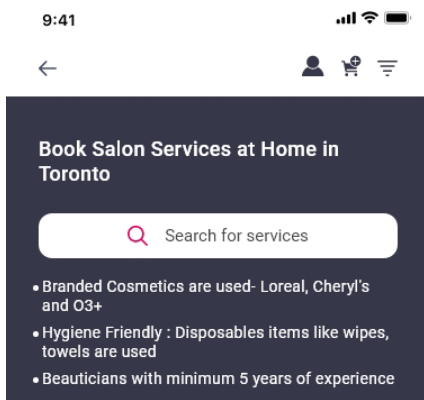 9:41
Book Salon Services at Home in
Toronto
Search for services
• Branded Cosmetics are used- Loreal, Cheryl's
and O3+
• Hygiene Friendly : Disposables items like wipes,
towels are used
• Beauticians with minimum 5 years of experience